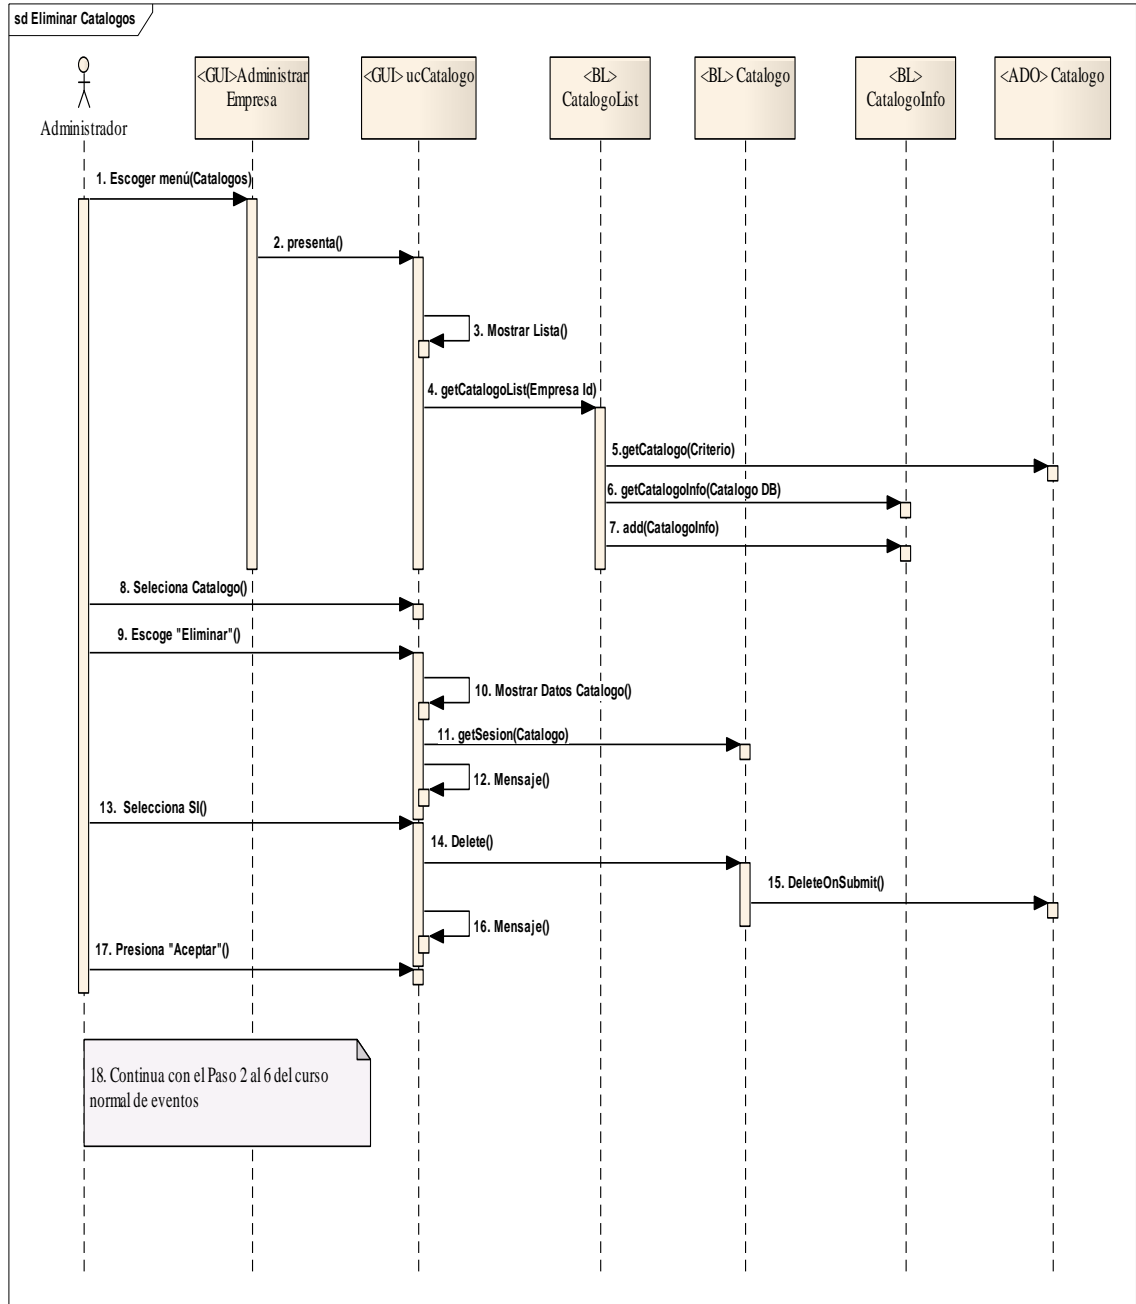 sd Eliminar Catalogos
<GUI>Administrar
Empresa
<GUI> ucCatalogo
<BL>
CatalogoList
<BL> Catalogo
<BL>
CatalogoInfo
<ADO> Catalogo
Administrador
1. Escoger menú(Catalogos)
2. presenta()
3. Mostrar Lista()
4. getCatalogoList(Empresa Id)
5.getCatalogo(Criterio)
6. getCatalogoInfo(Catalogo DB)
7. add(CatalogoInfo)
8. Seleciona Catalogo()
9. Escoge "Eliminar"()
10. Mostrar Datos Catalogo()
11. getSesion(Catalogo)
12. Mensaje()
13. Selecciona SI()
14. Delete()
15. DeleteOnSubmit()
16. Mensaje()
17. Presiona "Aceptar"()
18. Continua con el Paso 2 al 6 del curso
normal de eventos